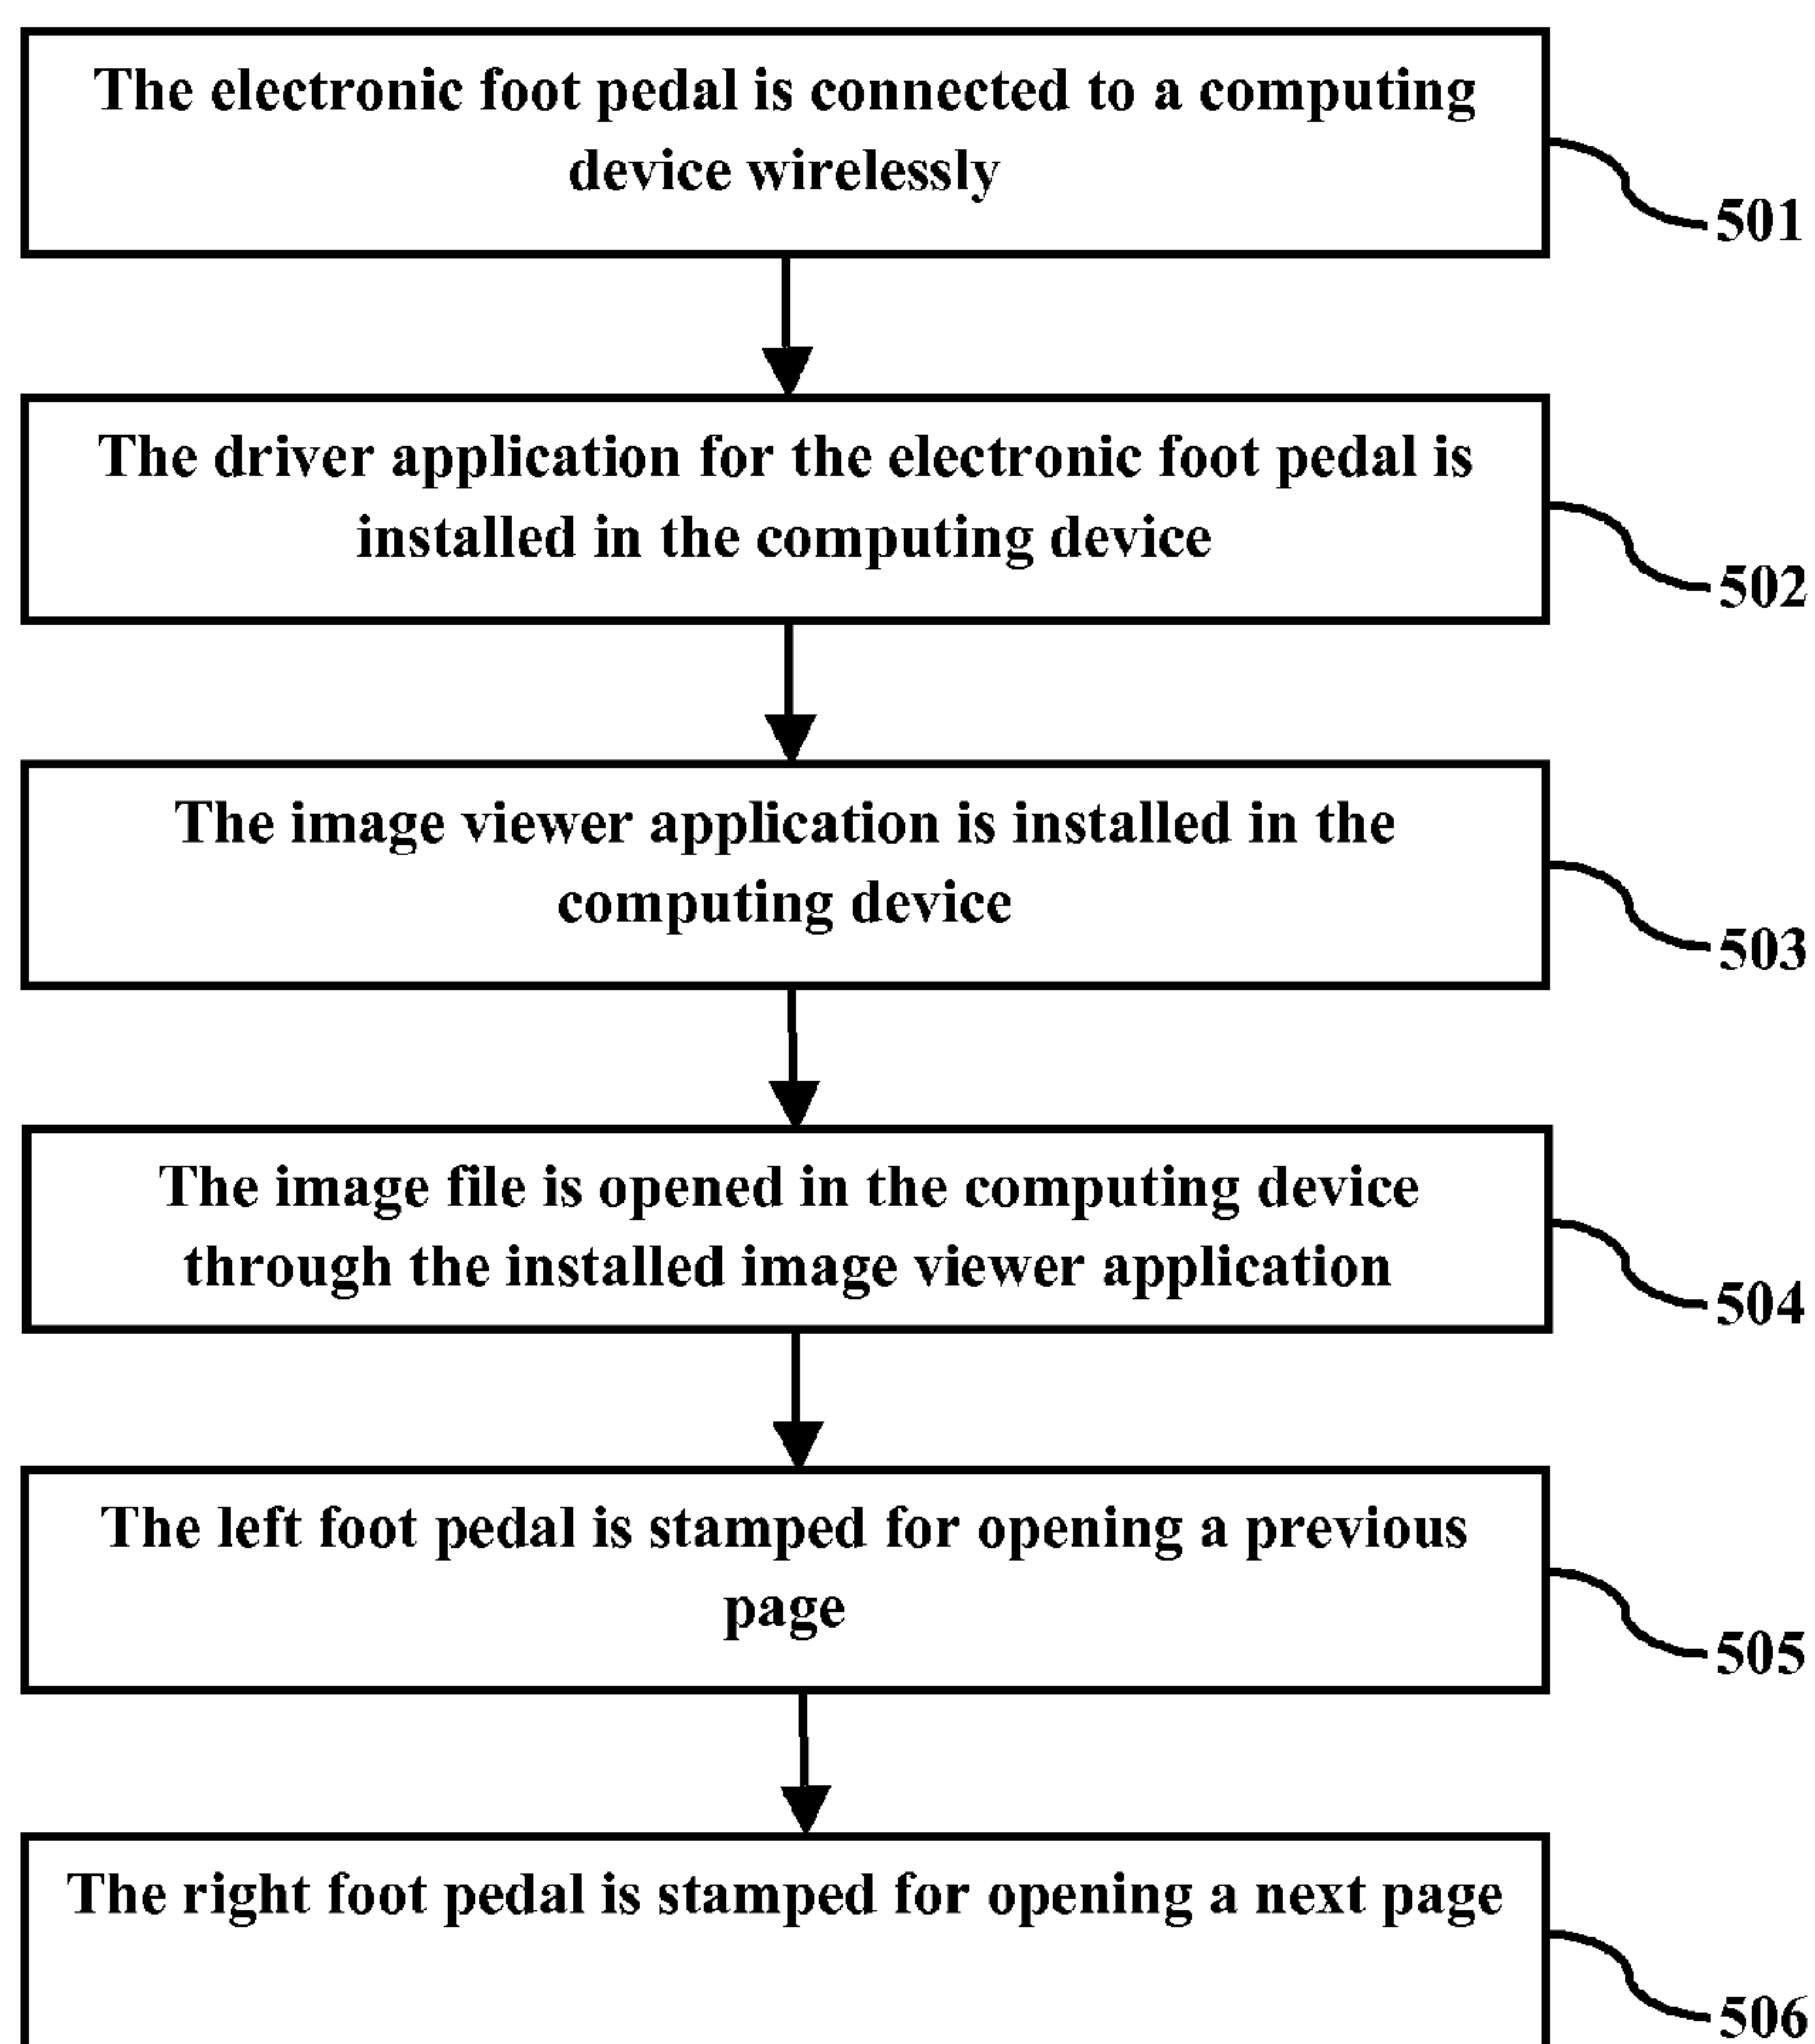 The electronic foot pedal is connected to a computing
device wirelessly
501
The driver application for the electronic foot pedal is
installed in the computing device
502
The image viewer application is installed in the
computing device
503
The image file is opened in the computing device
through the installed image viewer application
504
The left foot pedal is stamped for opening a previous
page
505
The right foot pedal is stamped for opening a next page
506